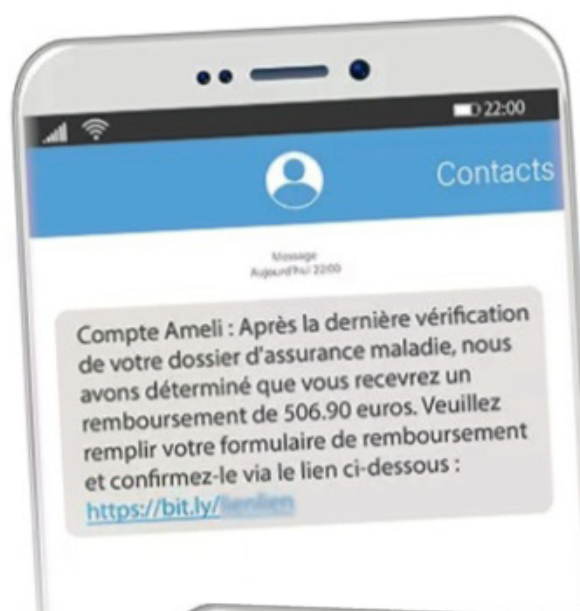 22:00
Contacts
Message
Aujourd'hui 22:00
Compte Ameli : Après la dernière vérification
de votre dossier d'assurance maladie, nous
avons déterminé que vous recevrez un
remboursement de 506.90 euros. Veuillez
remplir votre formulaire de remboursement
et confirmez-le via le lien ci-dessous :
https://bit.ly/